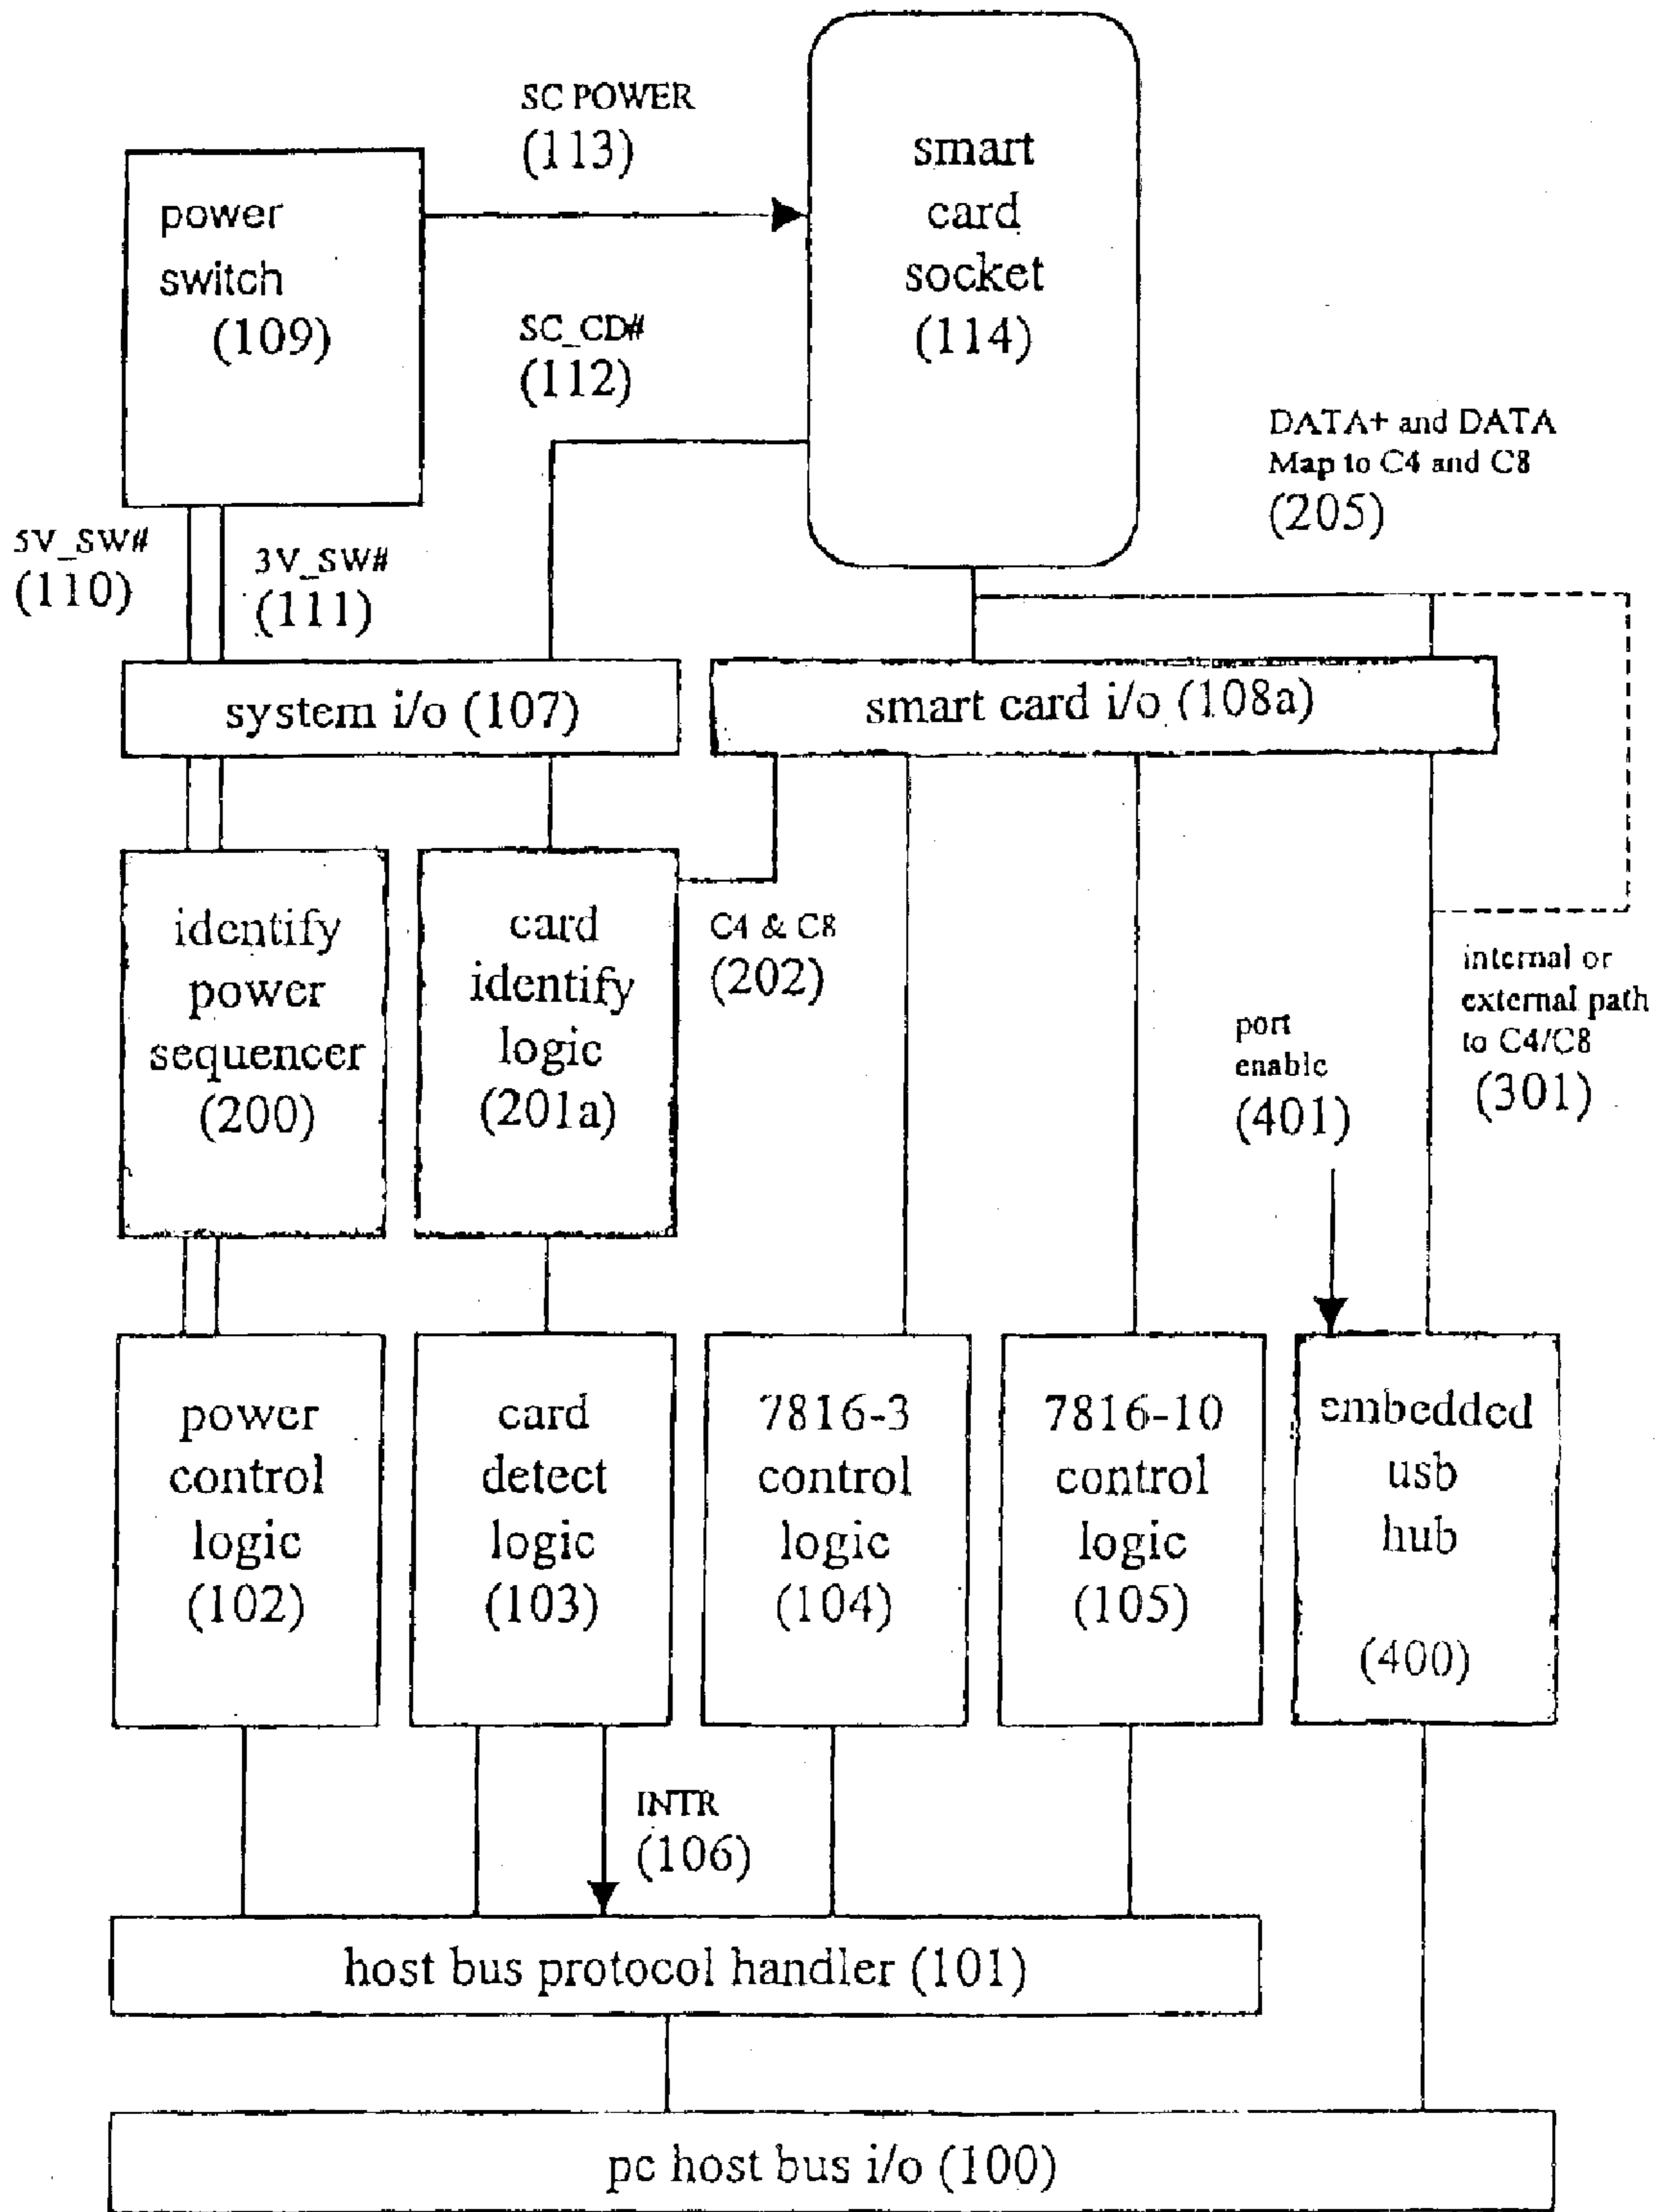 SC POWER
(113)
smart
card
socket
(114)
power
switch
(109)
SC_CD#
(112)
DATA+ and DATA
Map to C4 and C8
(205)
5V_SW#
(110)
3V_SW#
(111)
system i/o (107)
smart card i/o (108a)
identify
power
sequencer
(200)
card
identify
logic
(201a)
C4 & C8
(202)
internal or
external path
to C4/C8
(301)
port
enable
(401)
power
control
logic
(102)
card
detect
logic
(103)
7816-3
control
logic
(104)
7816-10
control
logic
(105)
embedded
usb
hub
(400)
INTR
(106)
host bus protocol handler (101)
pc host bus i/o (100)